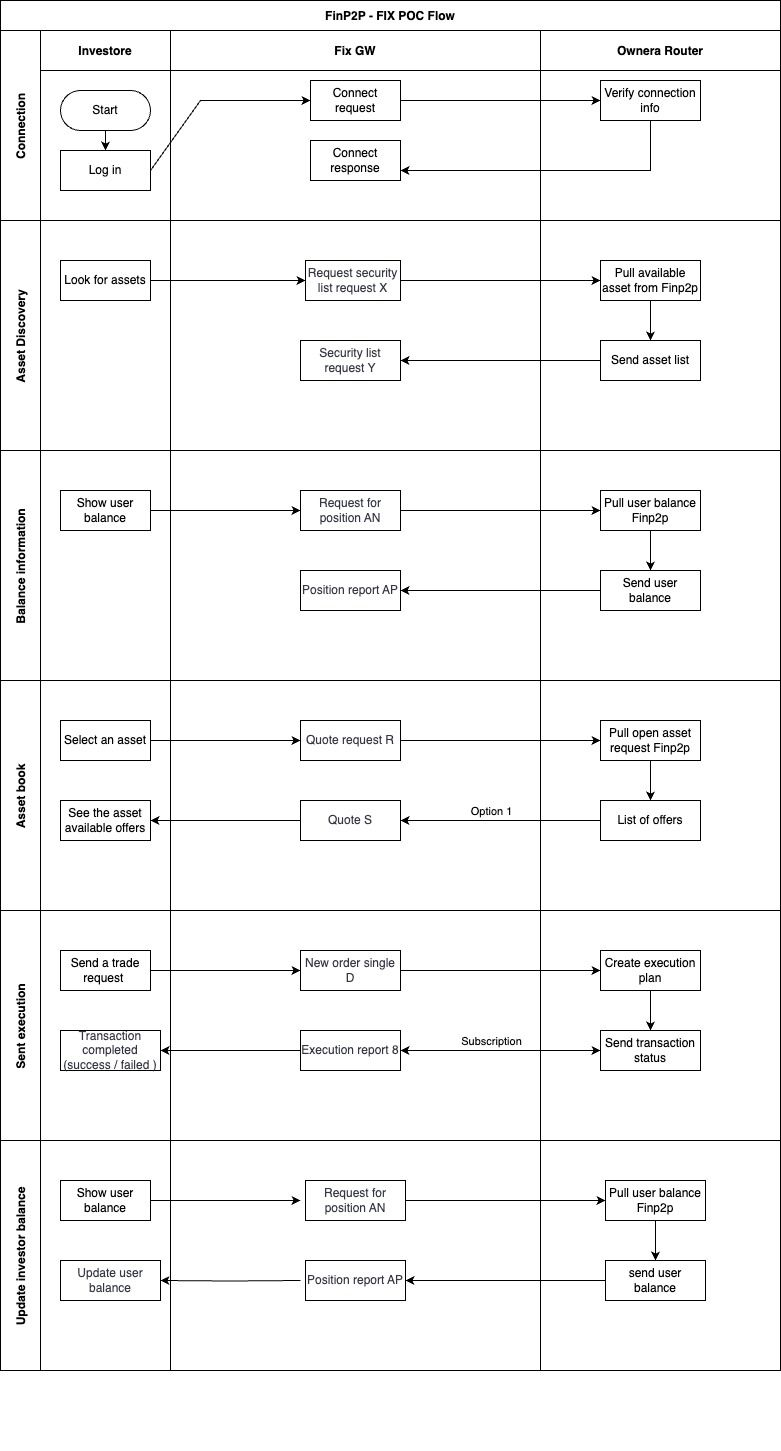 FinP2P - FIX POC Flow
Investore
Fix GW
Ownera Router
Connection
Start
Log in
Connect
request
Verify connection
info
Connect
response
Asset Discovery
Look for assets
Request security
list request X
Pull available
asset from Finp2p
Security list
request Y
Send asset list
Balance information
Show user
balance
Request for
position AN
Pull user balance
Finp2p
Position report AP
Send user
balance
Asset book
Select an asset
Quote request R
Pull open asset
request Finp2p
See the asset
available offers
Quote S
Option 1
List of offers
Sent execution
Send a trade
request
New order single
D
Create execution
plan
Transaction
completed
(success / failed )
Execution report 8
Subscription
Send transaction
status
Update investor balance
Show user
balance
Request for
position AN
Pull user balance
Finp2p
Update user
balance
Position report AP
send user
balance